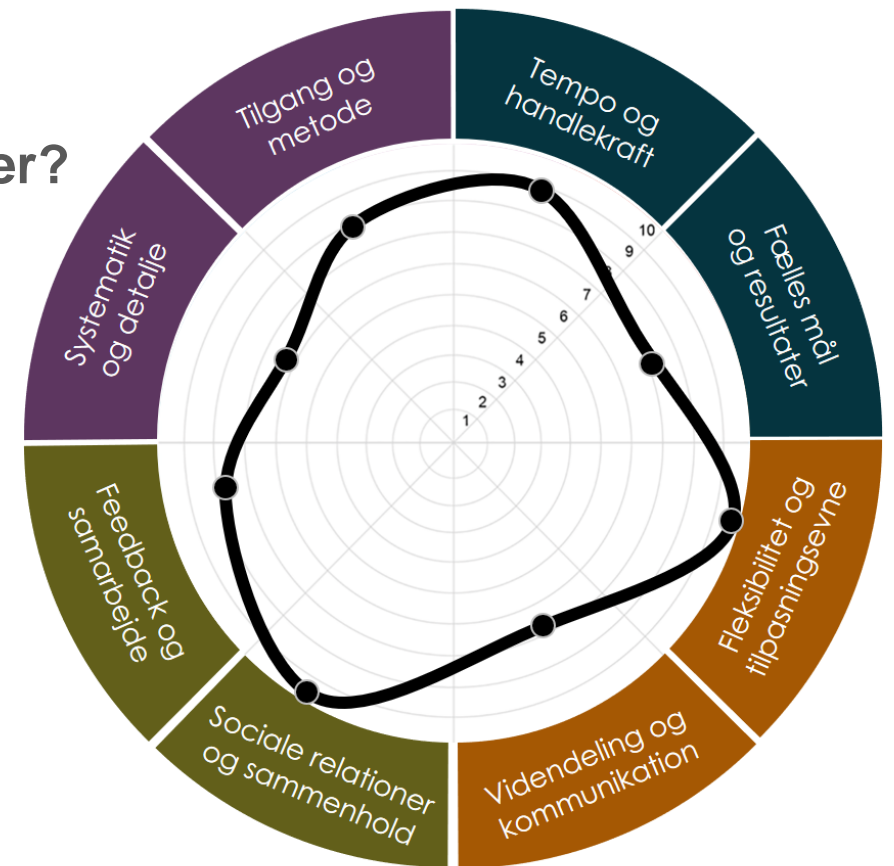 er?
Tilgang og
metode
Tempo og
handlekraft
Fælles mål
og resultater
Fleksibilitet og
tilpasningsevne
Videndeling og
kommunikation
Sociale relationer
og sammenhold
Feedback og
samarbejde
Systematik
og detalje
10
9
7
6
5
4
3
2
1